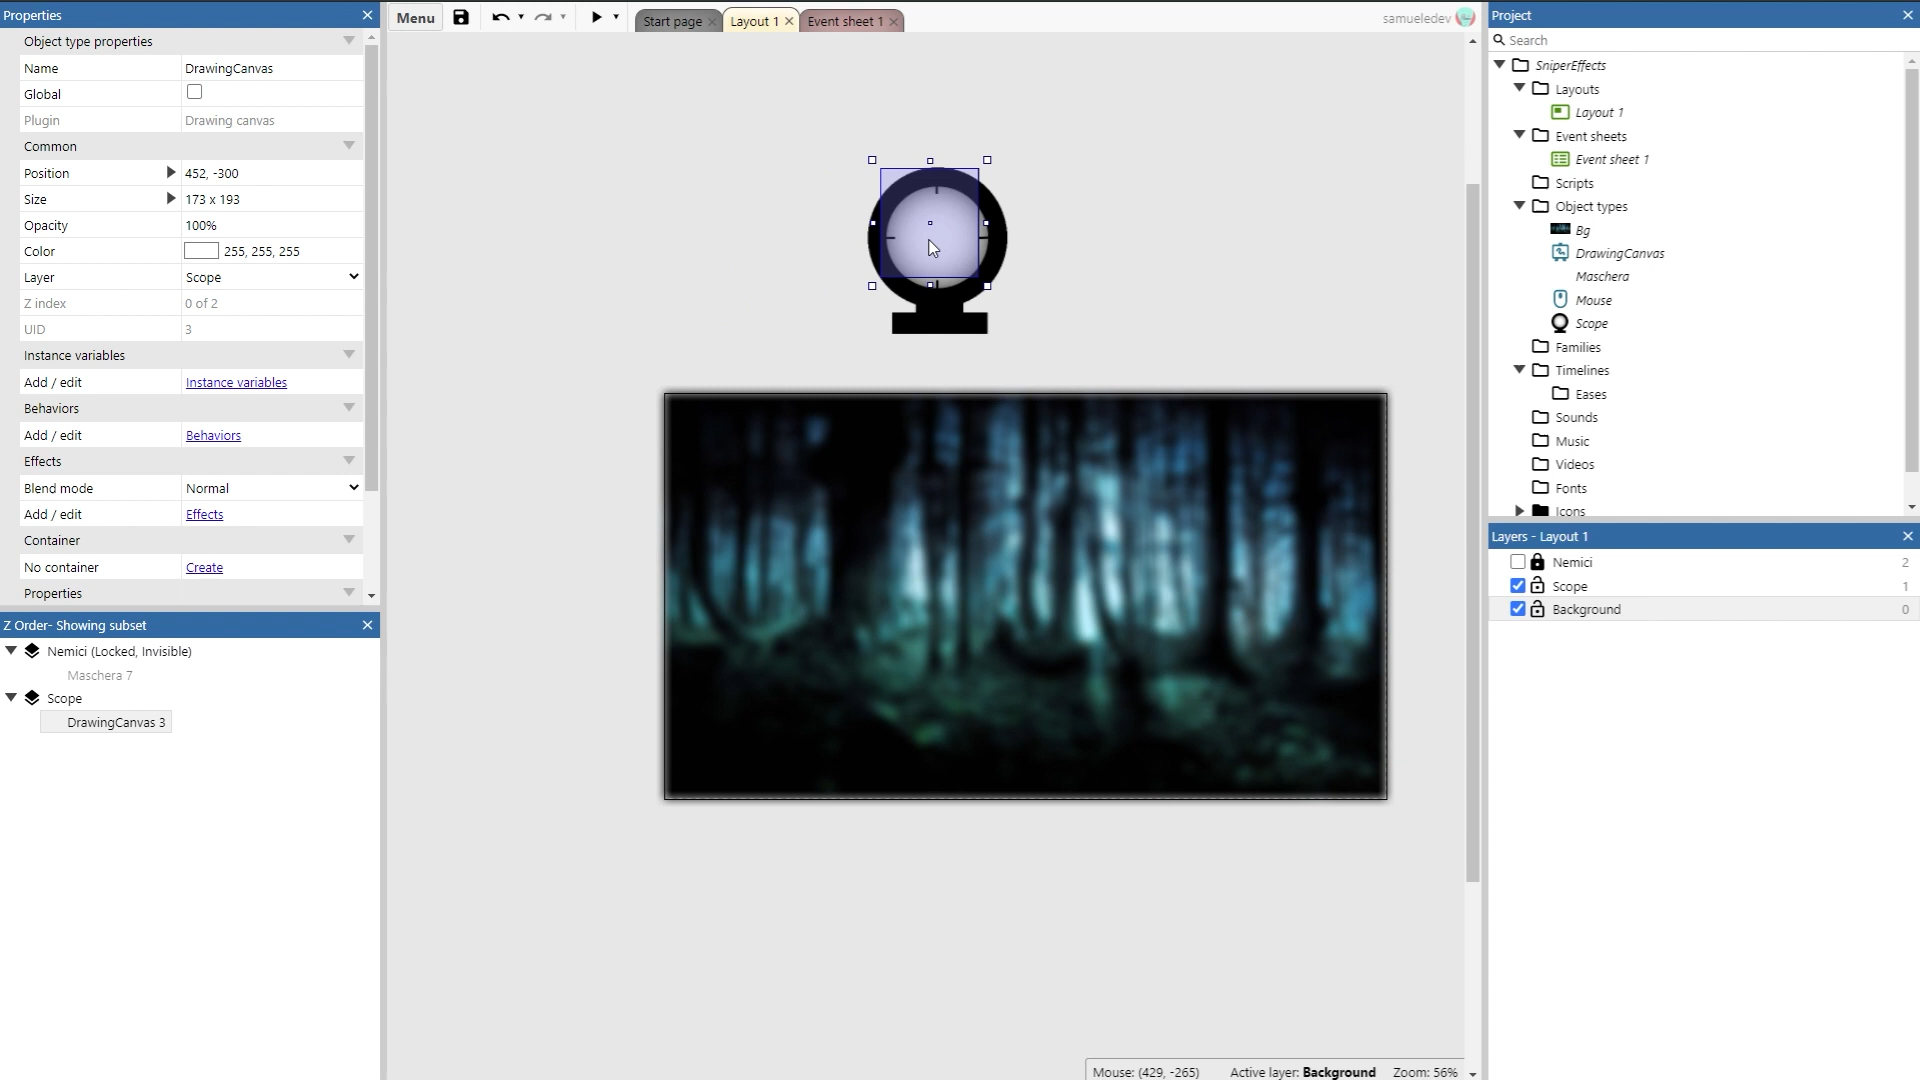 Properties
Object type properties
Name DrawingCanvas
Global
Plugin Drawing canvas
Common
Position 452, -300
Size 173 x 193
Opacity 100%
Color 255, 255, 255
Layer Scope
Z index 0 of 2
UID 3
Instance variables
Add / edit Instance variables
Behaviors
Add / edit Behaviors
Effects
Blend mode Normal
Add / edit Effects
Container
No container Create
Properties
Z Order- Showing subset
Nemici (Locked, Invisible)
Maschera 7
Scope
DrawingCanvas 3
Menu
Start page
Layout 1
Event sheet 1
samueledev
Mouse: (429, -265) Active layer: Background Zoom: 56%
Project
Search
SniperEffects
Layouts
Layout 1
Event sheets
Event sheet 1
Scripts
Object types
Bg
DrawingCanvas
Maschera
Mouse
Scope
Families
Timelines
Eases
Sounds
Music
Videos
Fonts
Icons
Layers - Layout 1
Nemici 2
Scope 1
Background 0